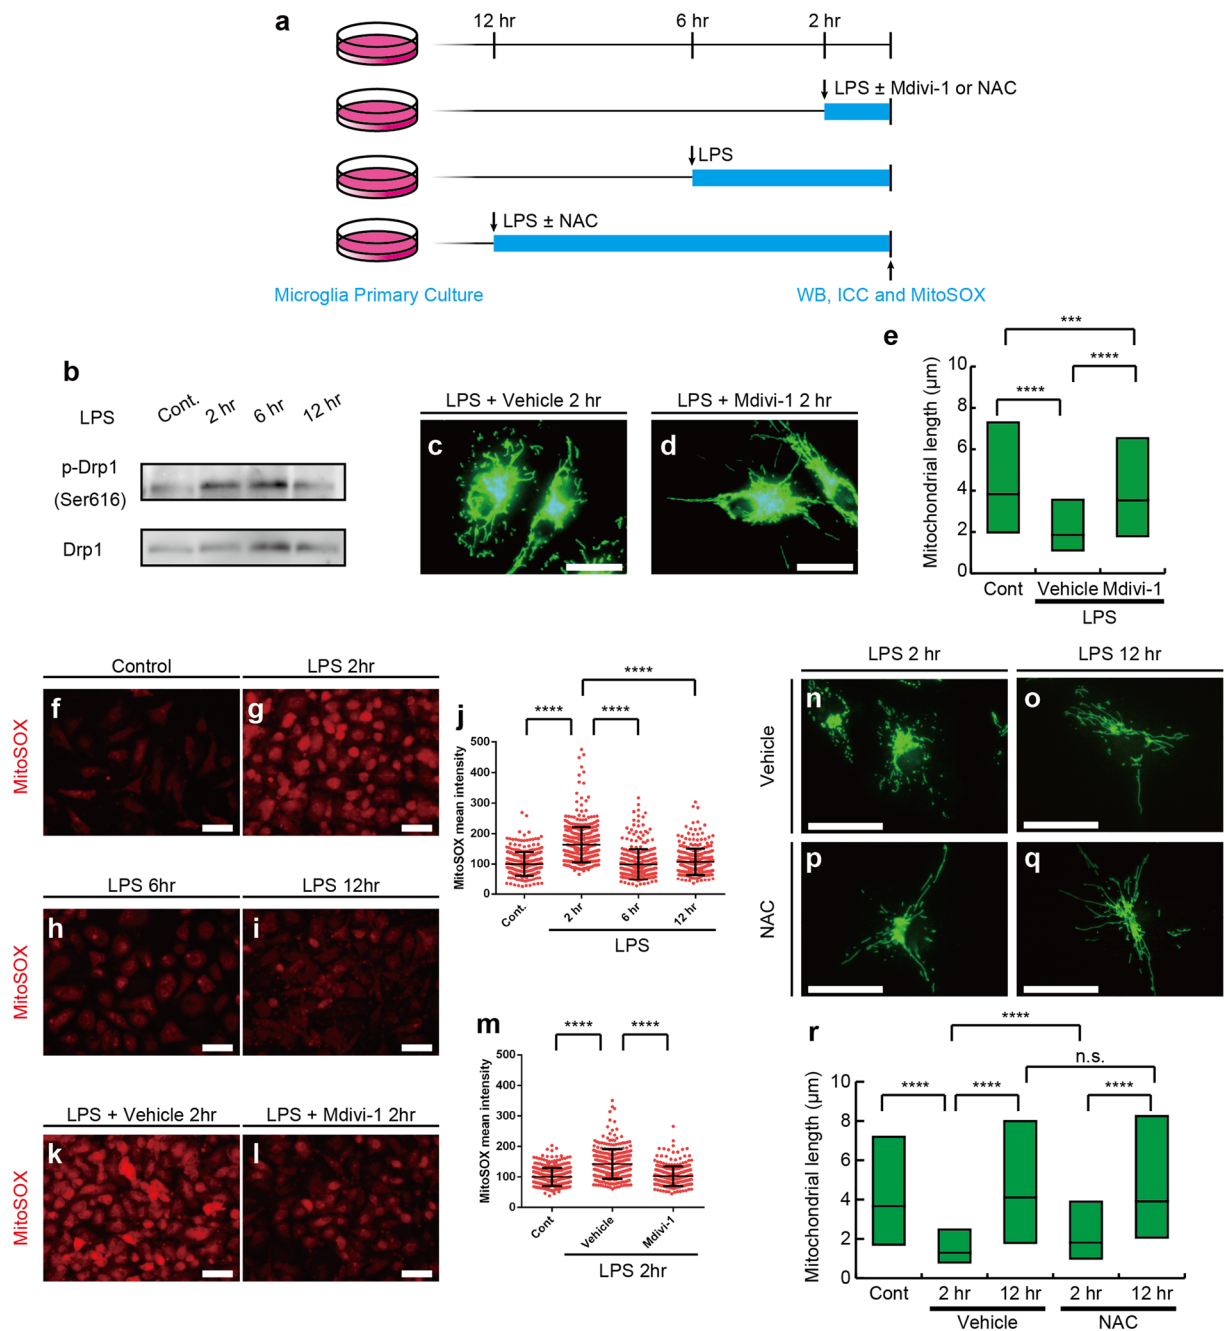 a
12 hr 6 hr 2 hr
LPS ± Mdivi-1 or NAC
LPS
LPS ± NAC
Microglia Primary Culture
WB, ICC and MitoSOX
b
LPS Cont. 2 hr 6 hr 12 hr
p-Drp1
(Ser616)
Drp1
LPS + Vehicle 2 hr
c
LPS + Mdivi-1 2 hr
d
e
***
****
****
Mitochondrial length (µm)
10
8
6
4
2
0
Cont Vehicle Mdivi-1
LPS
Control
LPS 2hr
MitoSOX
f
g
LPS 6hr
LPS 12hr
MitoSOX
h
i
LPS + Vehicle 2hr
LPS + Mdivi-1 2hr
MitoSOX
k
l
j
****
**** ****
MitoSOX mean intensity
500
400
300
200
100
0
Cont. 2 hr 6 hr 12 hr
LPS
m
**** ****
MitoSOX mean intensity
500
400
300
200
100
0
Cont Vehicle Mdivi-1
LPS 2hr
LPS 2 hr
LPS 12 hr
Vehicle
n
o
NAC
p
q
r
****
n.s.
**** **** ****
Mitochondrial length (µm)
10
8
6
4
2
0
Cont 2 hr 12 hr 2 hr 12 hr
Vehicle NAC